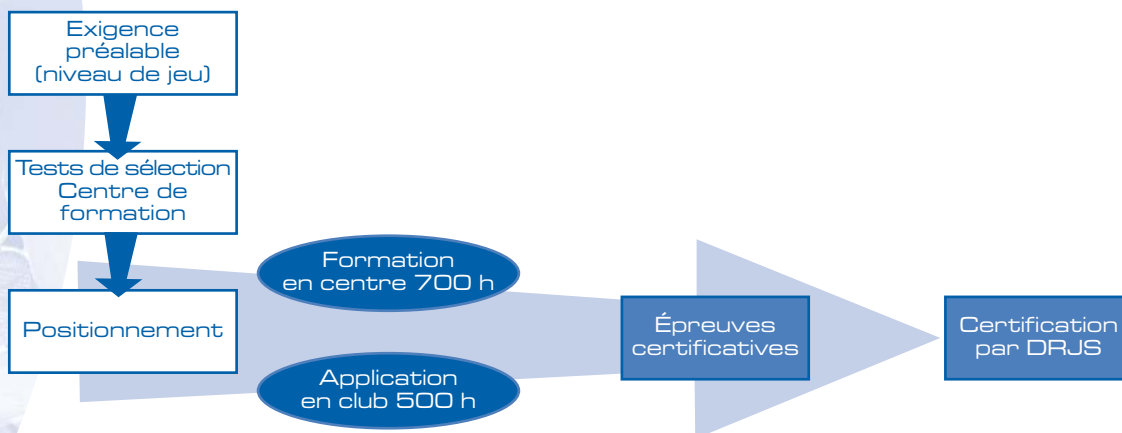 Exigence
préalable
(niveau de jeu)
Tests de sélection
Centre de
formation
Positionnement
Formation
en centre 700 h
Application
en club 500 h
Épreuves
certificatives
Certification
par DRJS